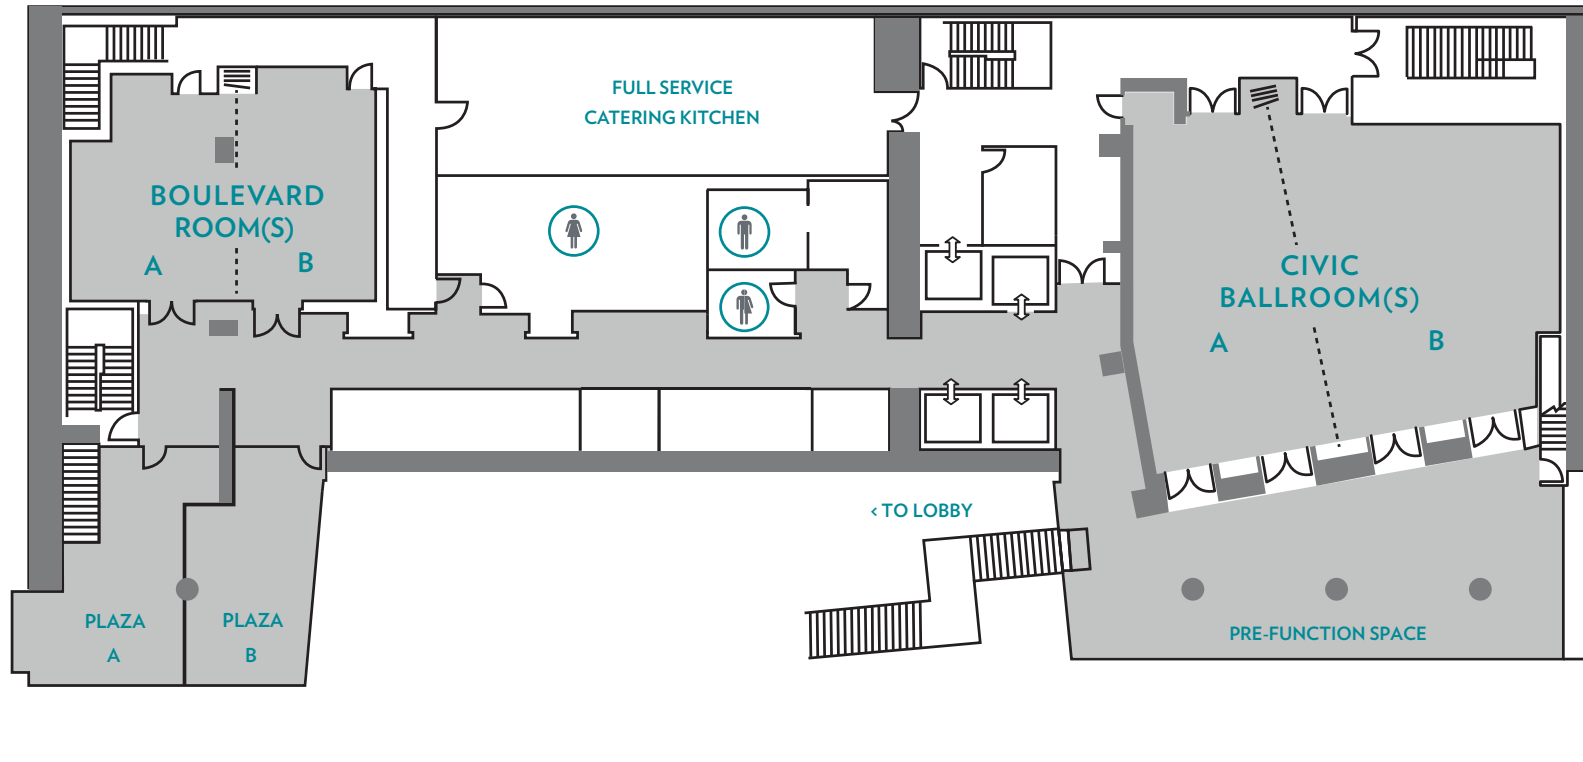 FULL SERVICE
CATERING KITCHEN
BOULEVARD
ROOM(S)
A
B
CIVIC
BALLROOM(S)
A
B
< TO LOBBY
PLAZA
A
PLAZA
B
PRE-FUNCTION SPACE